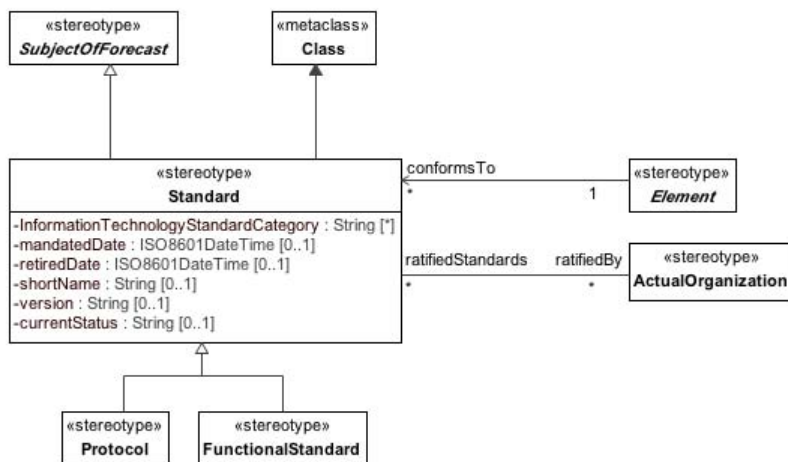 «stereotype»
SubjectOfForecast
«metaclass»
Class
«stereotype»
Standard
-InformationTechnologyStandardCategory : String [*]
-mandatedDate : ISO8601DateTime [0..1]
-retiredDate : ISO8601DateTime [0..1]
-shortName : String [0..1]
-version : String [0..1]
-currentStatus : String [0..1]
conformsTo
*
1
«stereotype»
Element
ratifiedStandards
*
ratifiedBy
*
«stereotype»
ActualOrganization
«stereotype»
Protocol
«stereotype»
FunctionalStandard